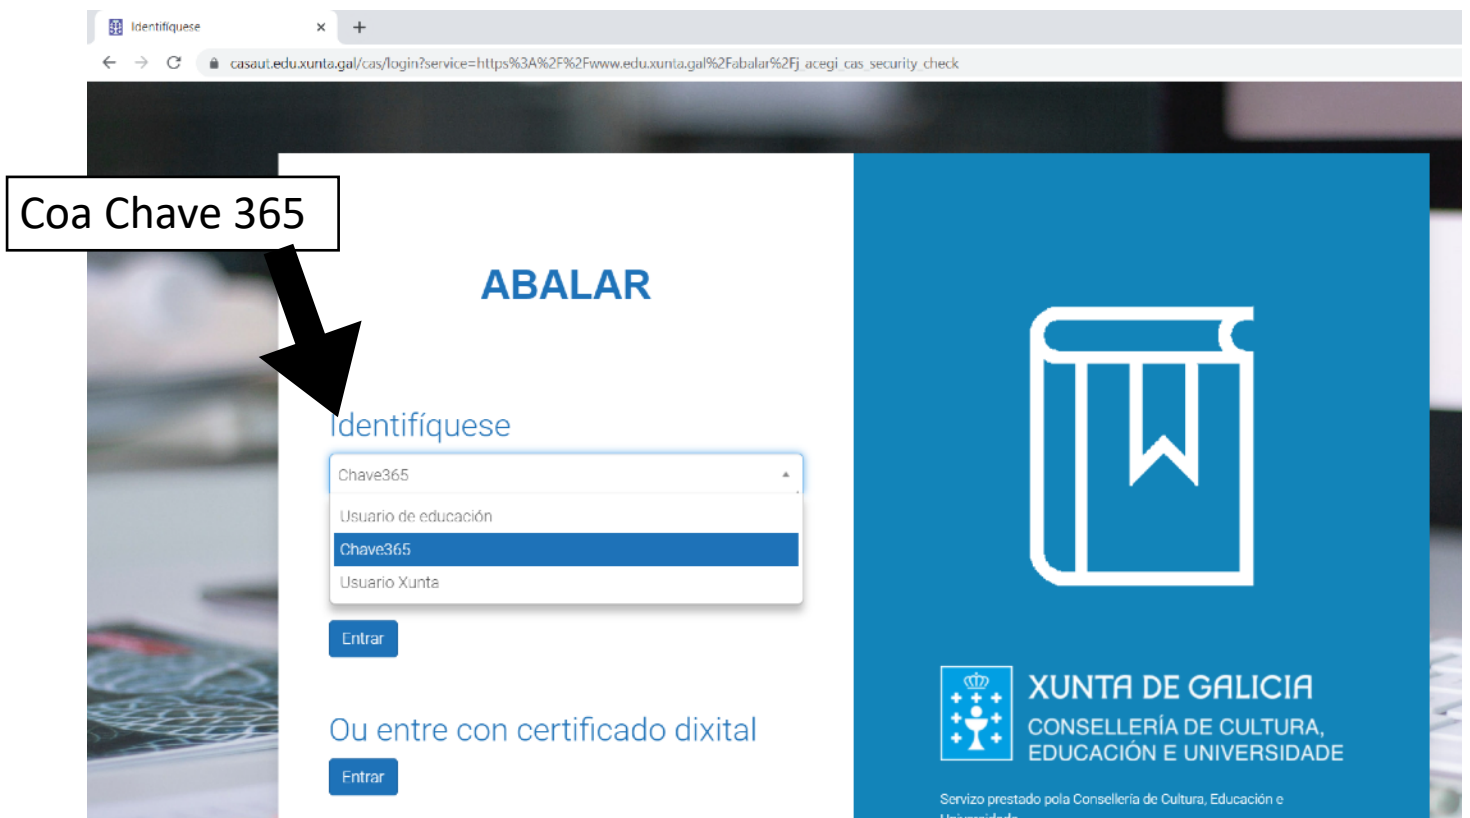 Identifíquese
casaut.edu.xunta.gal/cas/login?service=https%3A%2F%2Fwww.edu.xunta.gal%2Fabalar%2Fj_acegi_cas_security_check
Coa Chave 365
ABALAR
Identifíquese
Chave365
Usuario de educación
Chave365
Usuario Xunta
Entrar
Ou entre con certificado dixital
Entrar
XUNTA DE GALICIA
CONSELLERÍA DE CULTURA,
EDUCACIÓN E UNIVERSIDADE
Servizo prestado pola Consellería de Cultura, Educación e